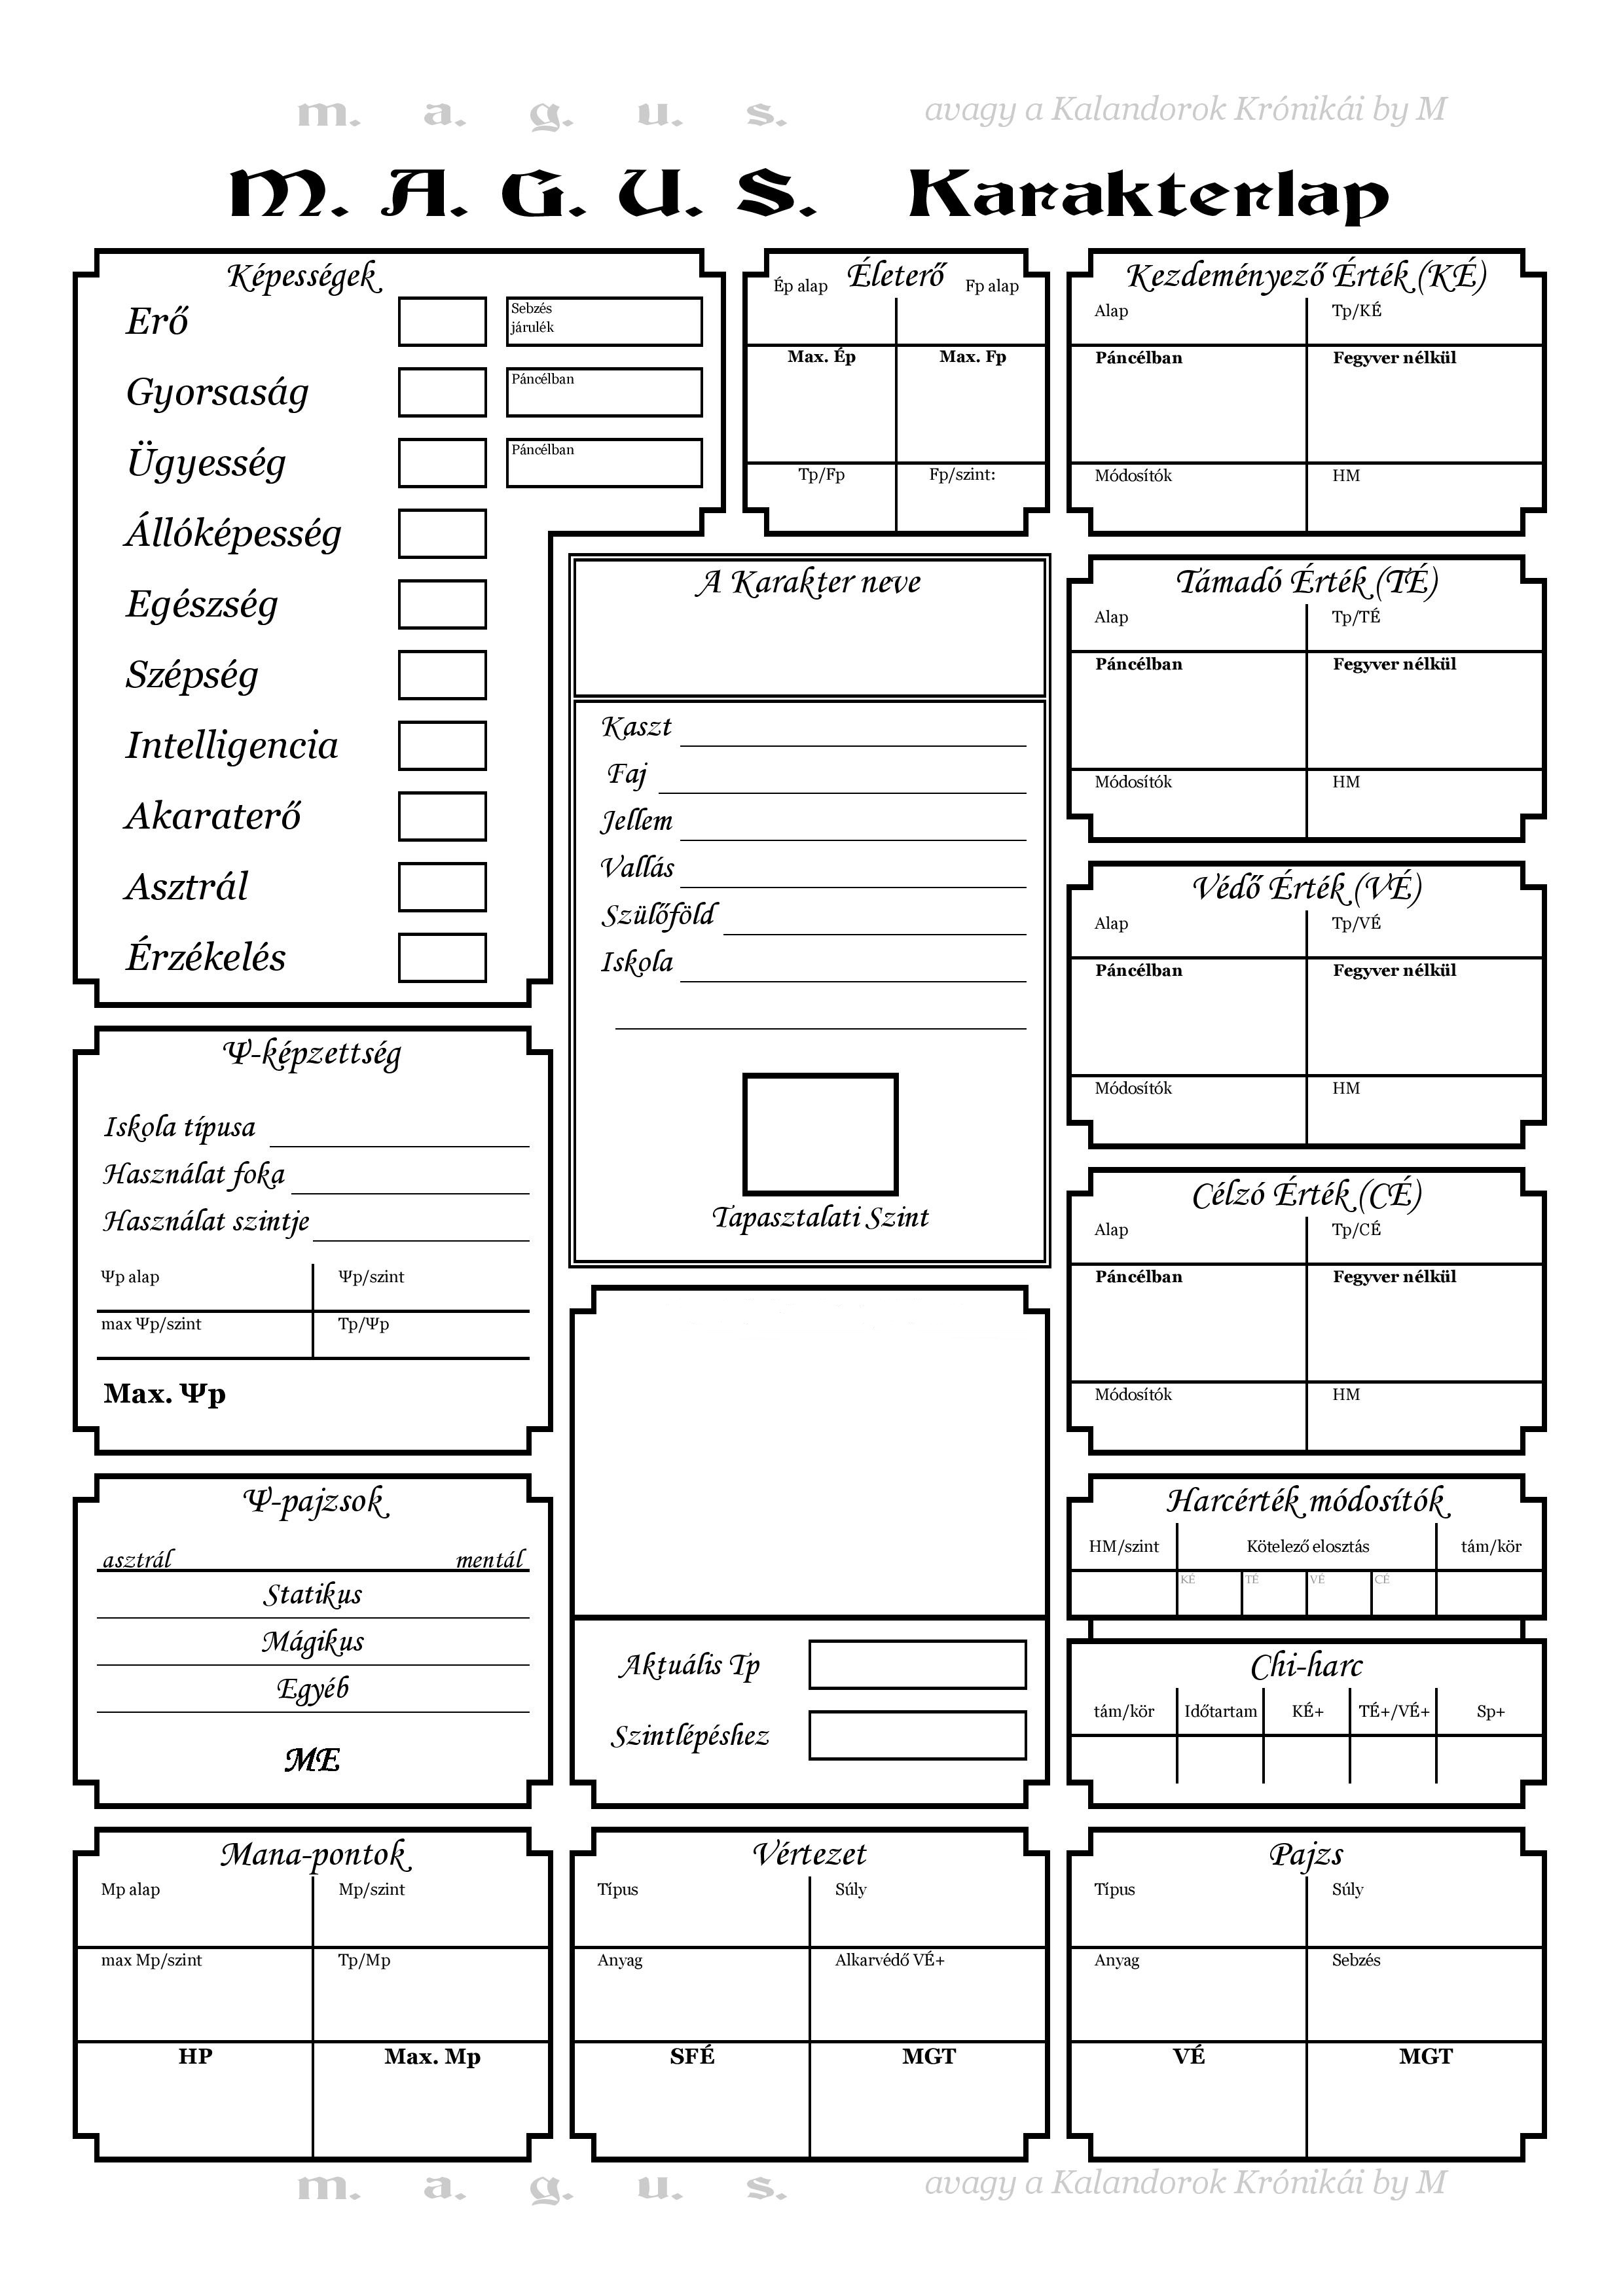 m. a. g. u. s. avagy a Kalandorok Krónikái by M
M. A. G. U. S. Karakterlap
Képességek
Erő
Sebzés
járulék
Gyorsaság
Páncélban
Ügyesség
Páncélban
Állóképesség
Egészség
Szépség
Intelligencia
Akaraterő
Asztrál
Érzékelés
Életerő
Ép alap Fp alap
Max. Ép Max. Fp
Tp/Fp Fp/szint:
Kezdeményező Érték (KÉ)
Alap Tp/KÉ
Páncélban Fegyver nélkül
Módosítók HM
A Karakter neve
Kaszt
Faj
Jellem
Vallás
Szülőföld
Iskola
Tapasztalati Szint
Támadó Érték (TÉ)
Alap Tp/TÉ
Páncélban Fegyver nélkül
Módosítók HM
Védő Érték (VÉ)
Alap Tp/VÉ
Páncélban Fegyver nélkül
Módosítók HM
Ψ-képzettség
Iskola típusa
Használat foka
Használat szintje
Ψp alap Ψp/szint
max Ψp/szint Tp/Ψp
Max. Ψp
Célzó Érték (CÉ)
Alap Tp/CÉ
Páncélban Fegyver nélkül
Módosítók HM
Ψ-pajzsok
asztrál mentál
Statikus
Mágikus
Egyéb
ME
Aktuális Tp
Szintlépéshez
Harcérték módosítók
HM/szint Kötelező elosztás tám/kör
KÉ TÉ VÉ CÉ
Chi-harc
tám/kör Időtartam KÉ+ TÉ+/VÉ+ Sp+
Mana-pontok
Mp alap Mp/szint
max Mp/szint Tp/Mp
HP Max. Mp
Vértezet
Típus Súly
Anyag Alkarvédő VÉ+
SFÉ MGT
Pajzs
Típus Súly
Anyag Sebzés
VÉ MGT
m. a. g. u. s. avagy a Kalandorok Krónikái by M